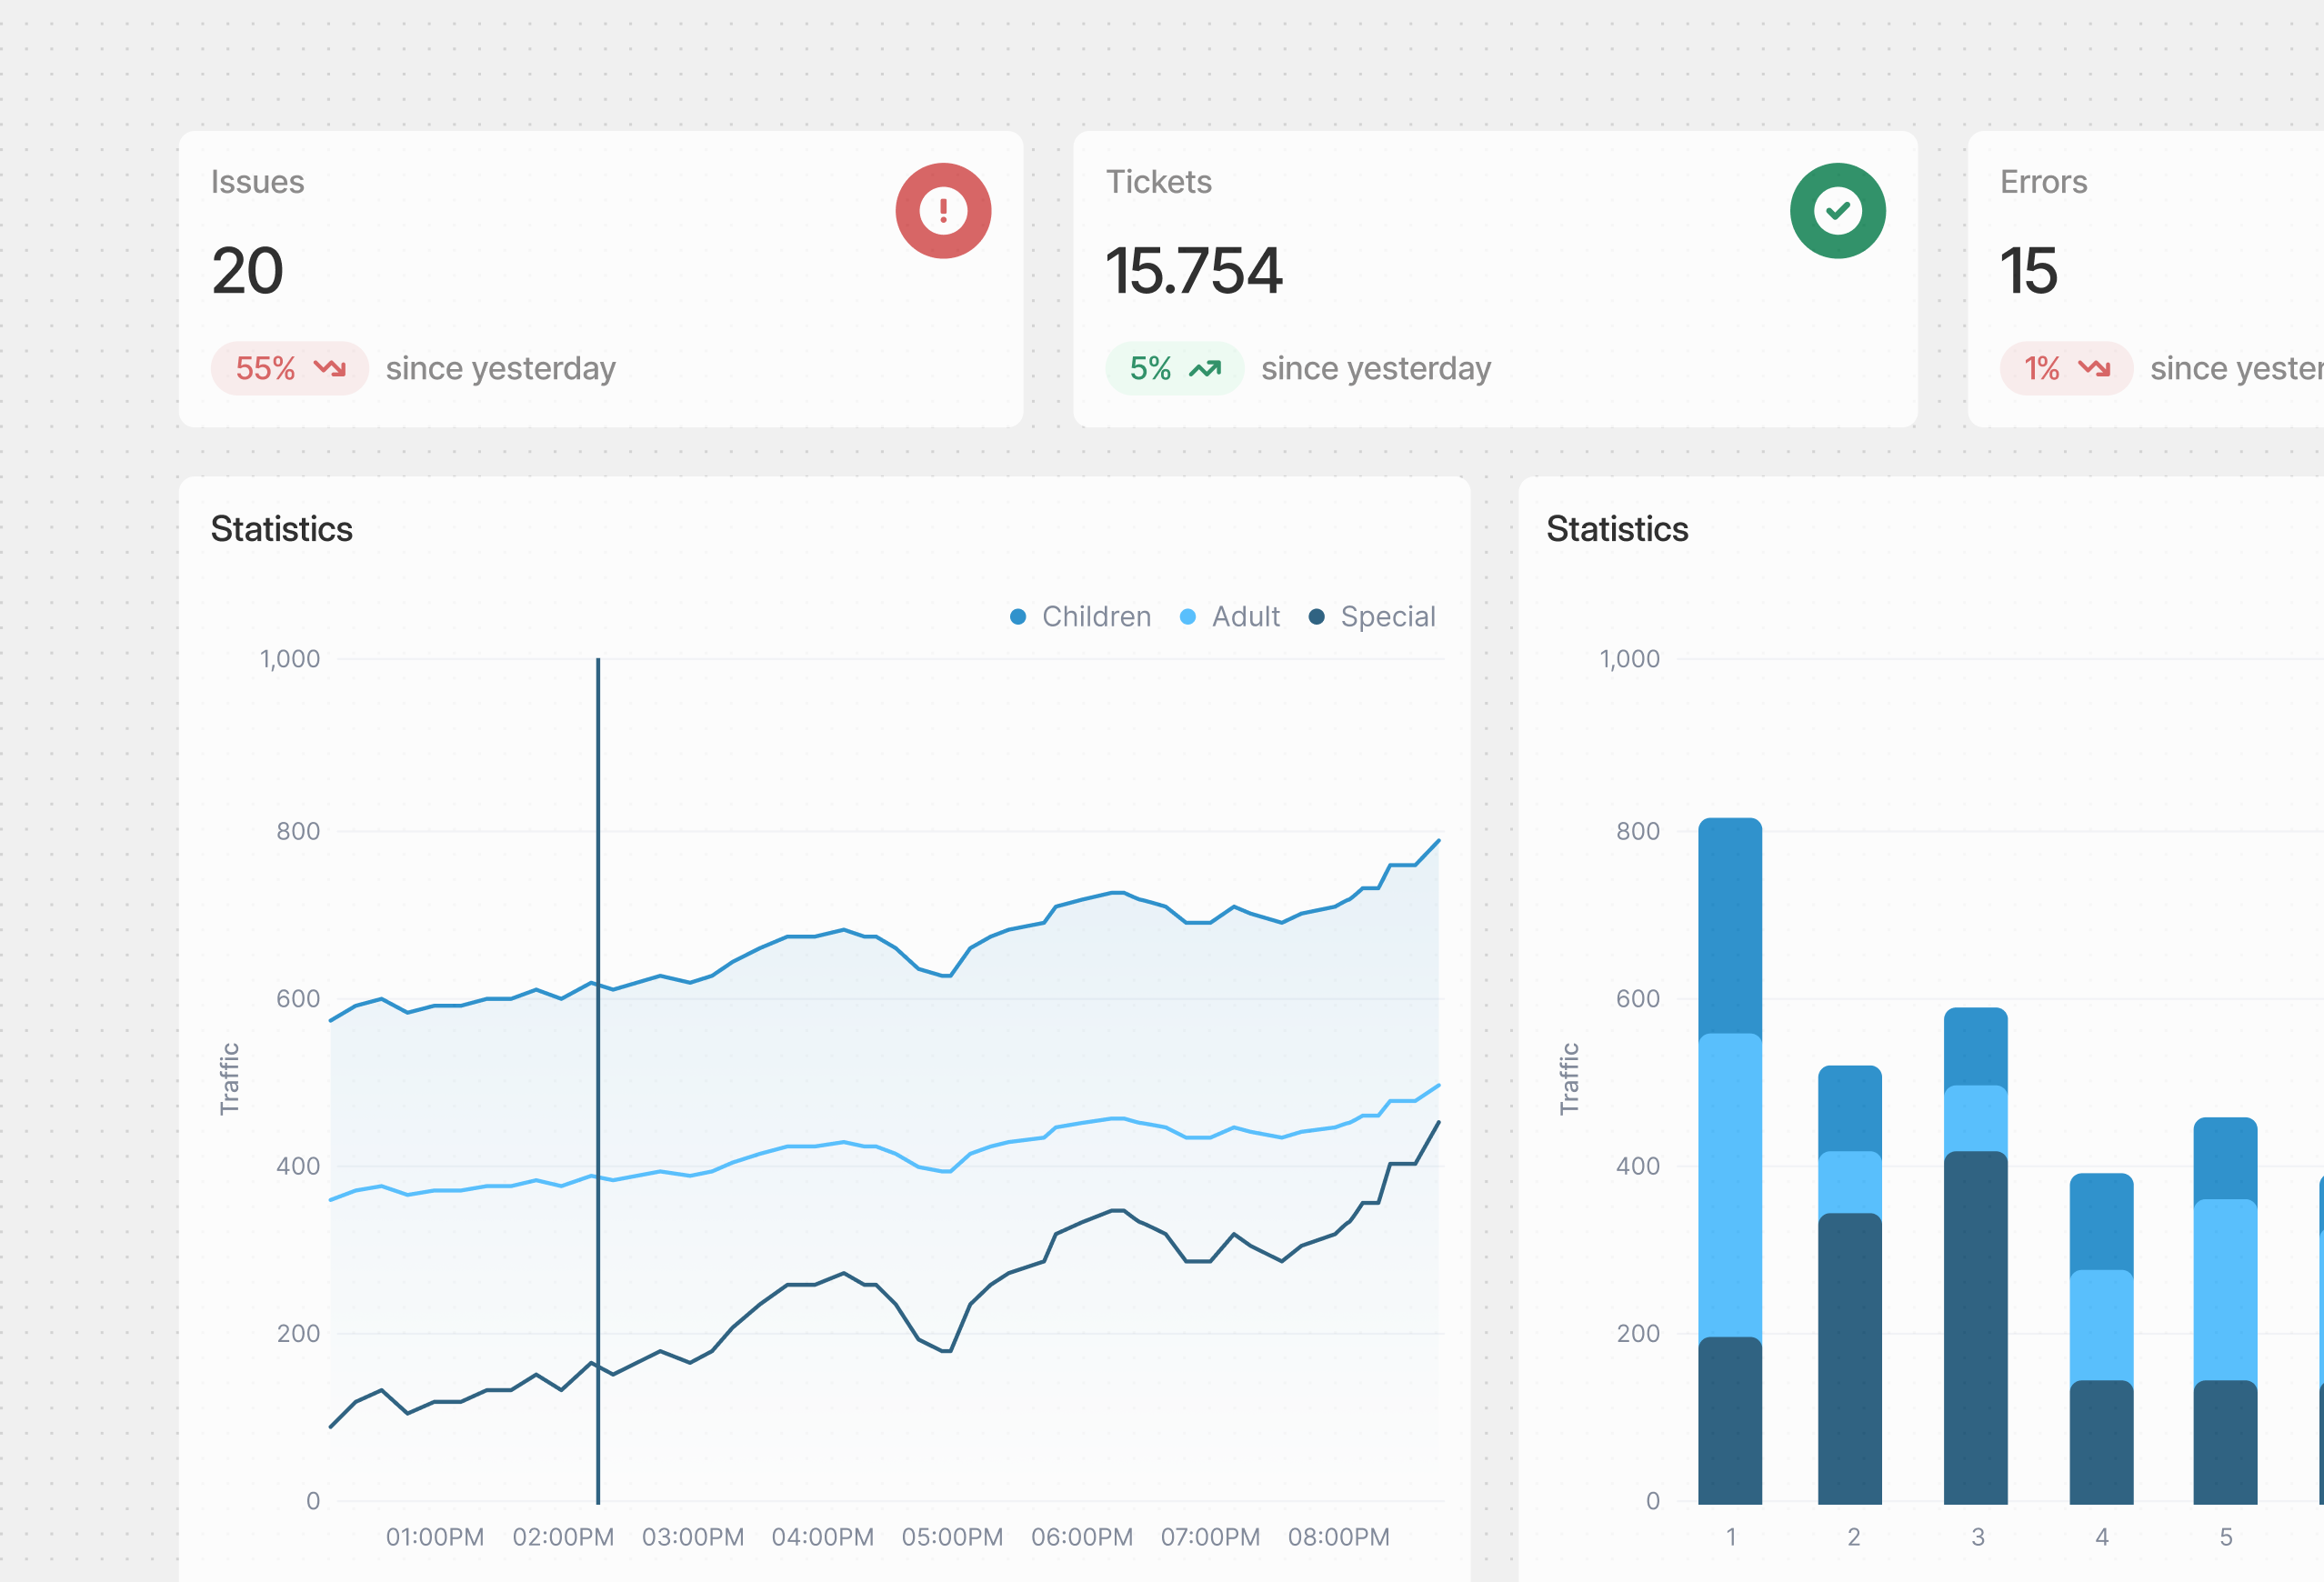 Issues
20
55% since yesterday
Tickets
15.754
5% since yesterday
Errors
15
1% since yester
Statistics
Children Adult Special
1,000
800
600
400
200
0
Traffic
01:00PM 02:00PM 03:00PM 04:00PM 05:00PM 06:00PM 07:00PM 08:00PM
Statistics
1,000
800
600
400
200
0
Traffic
1 2 3 4 5